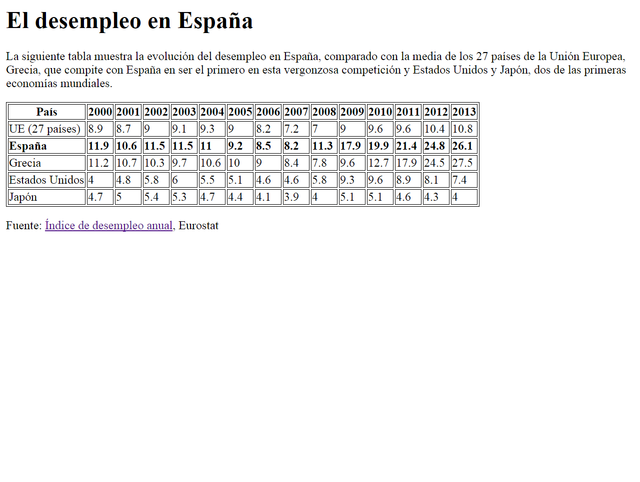 El desempleo en España
La siguiente tabla muestra la evolución del desempleo en España, comparado con la media de los 27 países de la Unión Europea,
Grecia, que compite con España en ser el primero en esta vergonzosa competición y Estados Unidos y Japón, dos de las primeras
economías mundiales.
País 2000 2001 2002 2003 2004 2005 2006 2007 2008 2009 2010 2011 2012 2013
UE (27 países) 8.9 8.7 9 9.1 9.3 9 8.2 7.2 7 9 9.6 9.6 10.4 10.8
España 11.9 10.6 11.5 11.5 11 9.2 8.5 8.2 11.3 17.9 19.9 21.4 24.8 26.1
Grecia 11.2 10.7 10.3 9.7 10.6 10 9 8.4 7.8 9.6 12.7 17.9 24.5 27.5
Estados Unidos 4 4.8 5.8 6 5.5 5.1 4.6 4.6 5.8 9.3 9.6 8.9 8.1 7.4
Japón 4.7 5 5.4 5.3 4.7 4.4 4.1 3.9 4 5.1 5.1 4.6 4.3 4
Fuente: Índice de desempleo anual, Eurostat